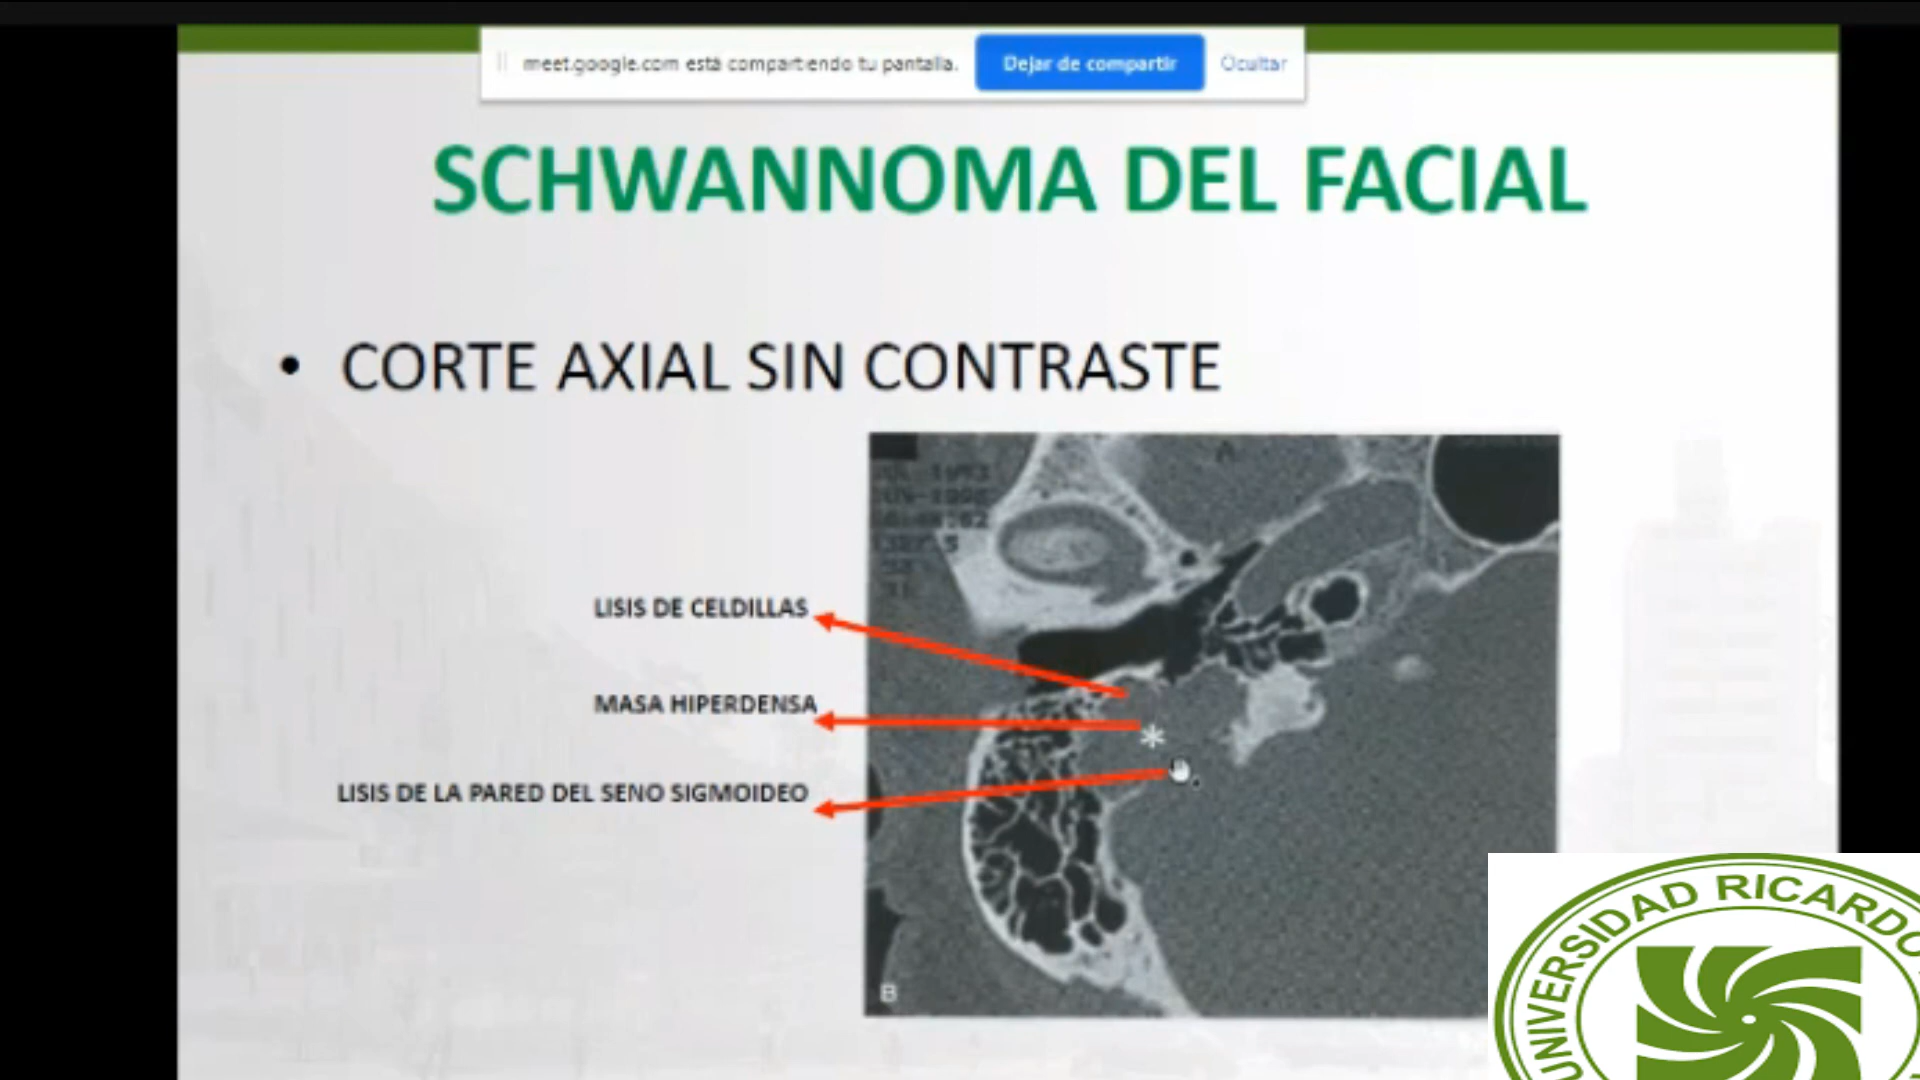 meet.google.com está compartiendo tu pantalla.
Dejar de compartir
Ocultar
SCHWANNOMA DEL FACIAL
• CORTE AXIAL SIN CONTRASTE
LISIS DE CELDILLAS
MASA HIPERDENSA
LISIS DE LA PARED DEL SENO SIGMOIDEO
A
*
B
UNIVERSIDAD RICARDO